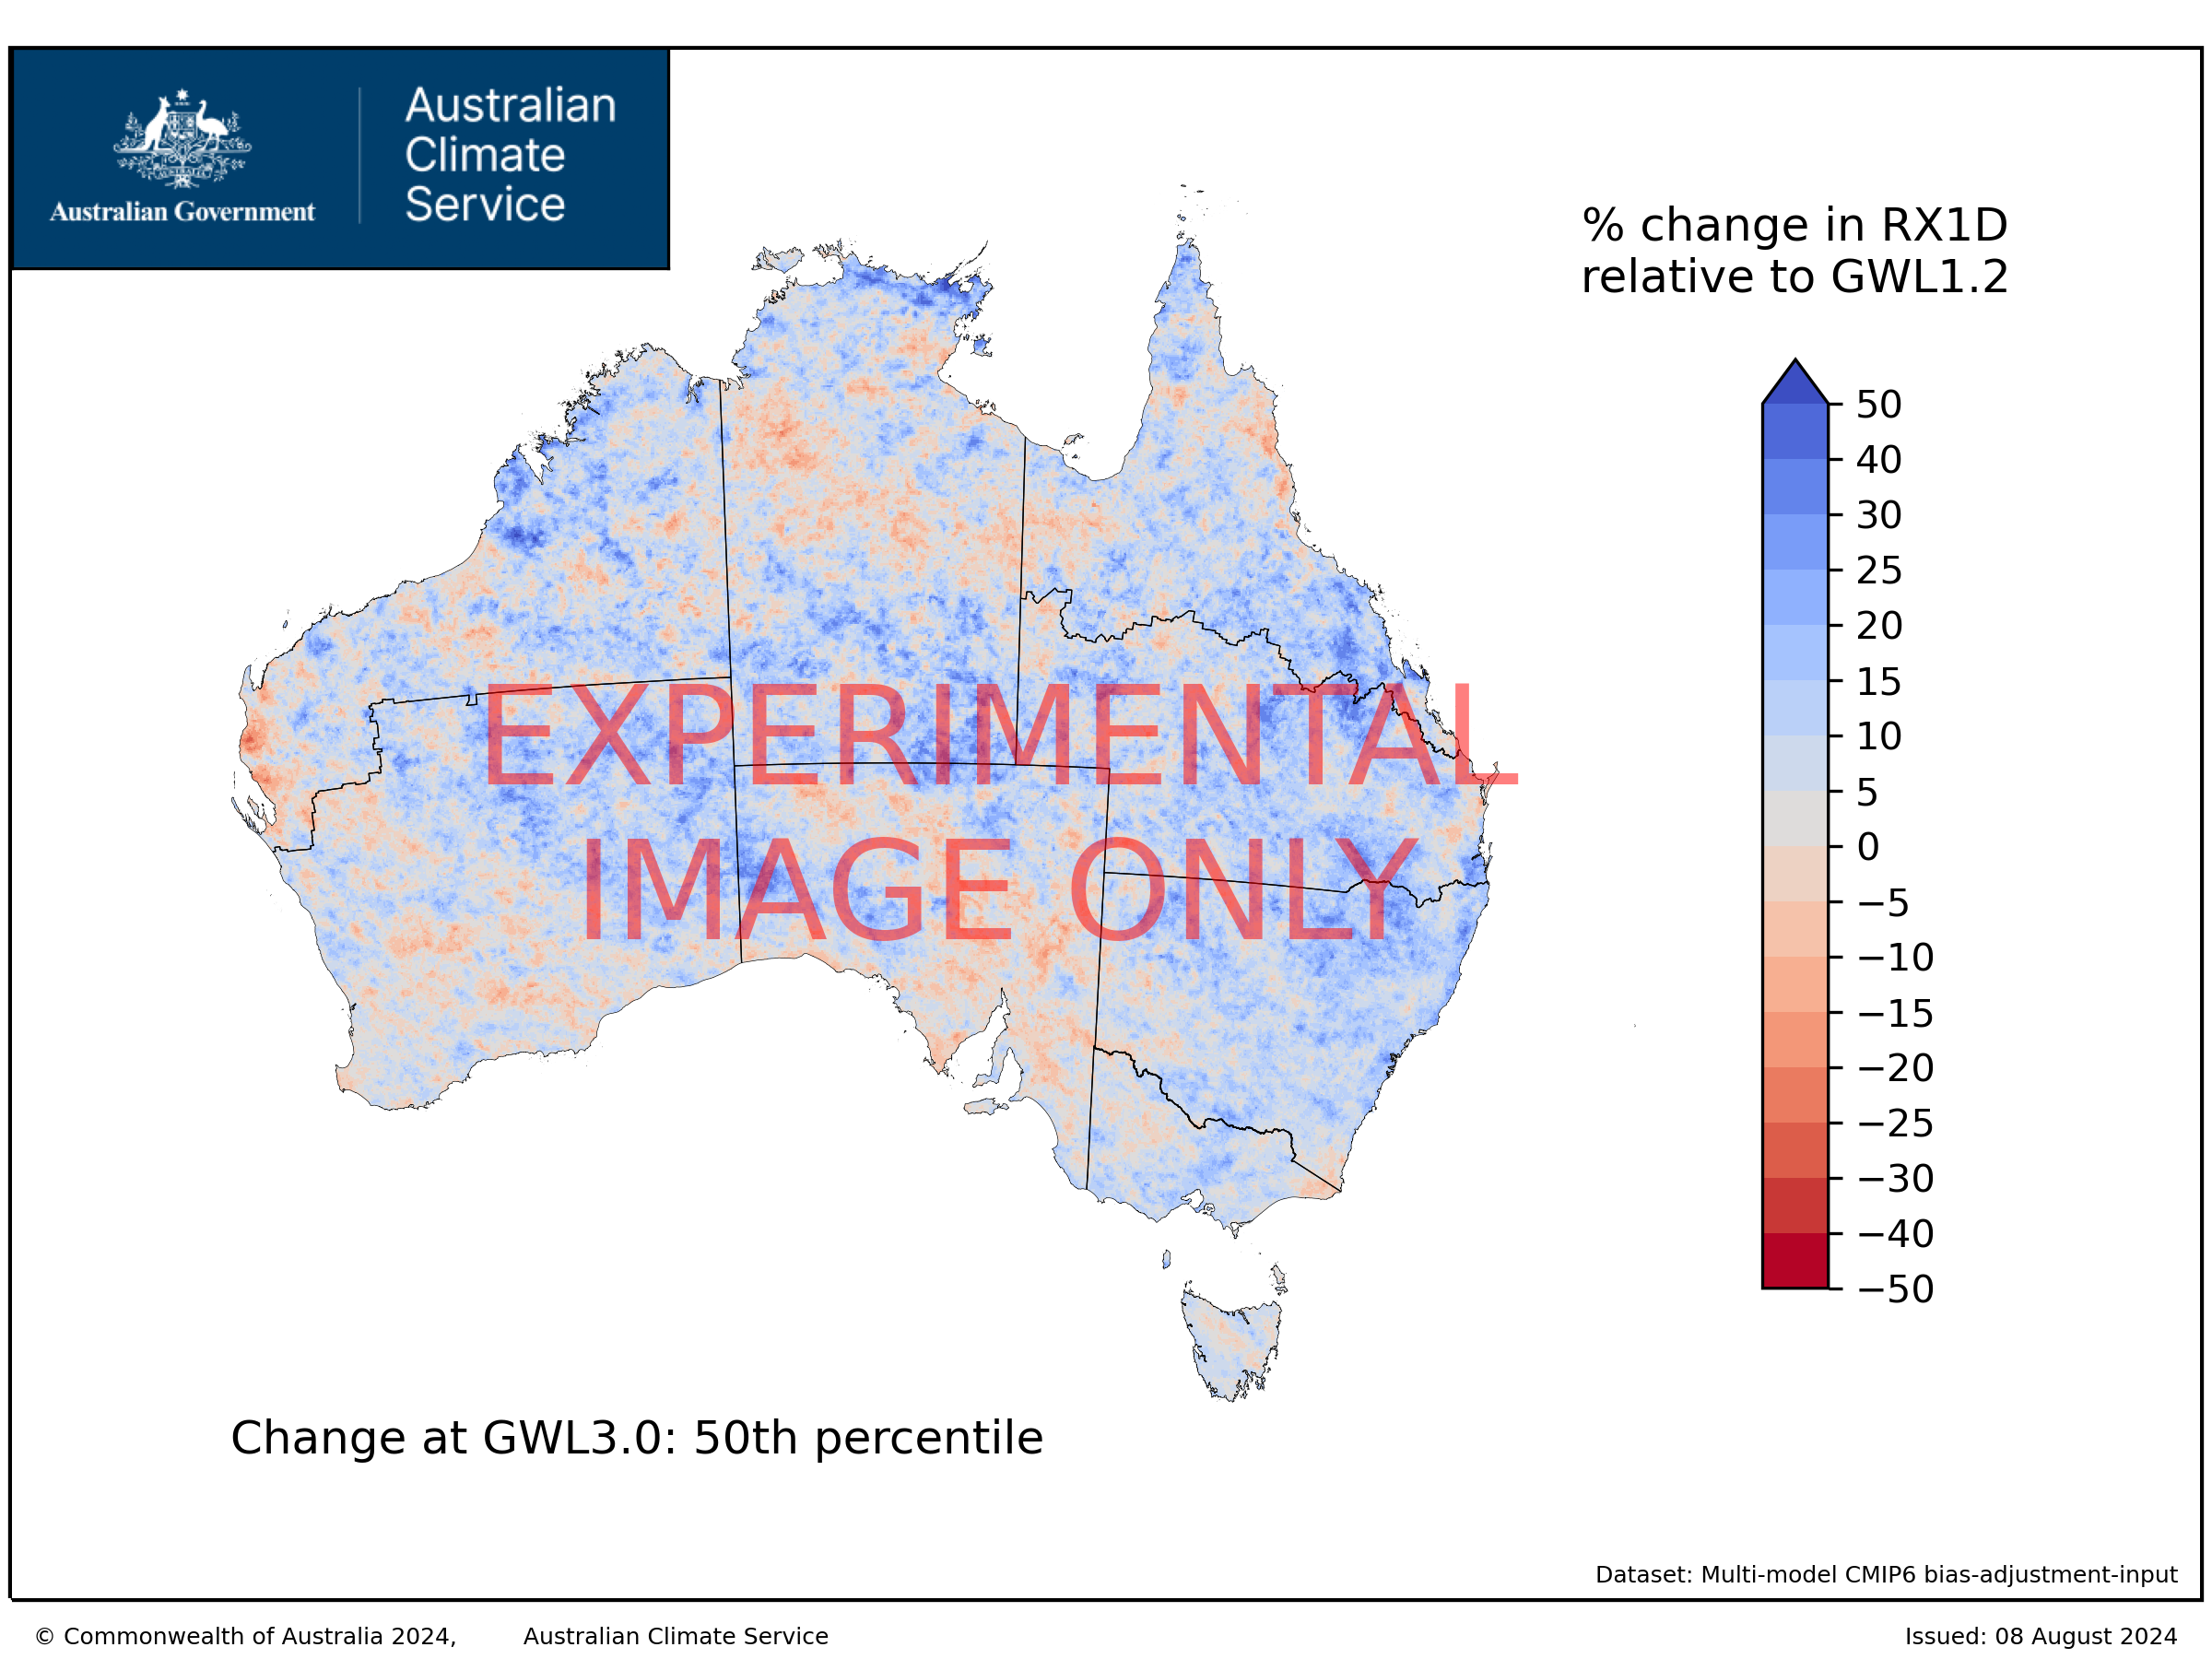 Australian Government
Australian
Climate
Service
% change in RX1D
relative to GWL1.2
50
40
30
25
20
15
10
5
0
−5
−10
−15
−20
−25
−30
−40
−50
EXPERIMENTAL
IMAGE ONLY
Change at GWL3.0: 50th percentile
Dataset: Multi-model CMIP6 bias-adjustment-input
© Commonwealth of Australia 2024, Australian Climate Service
Issued: 08 August 2024